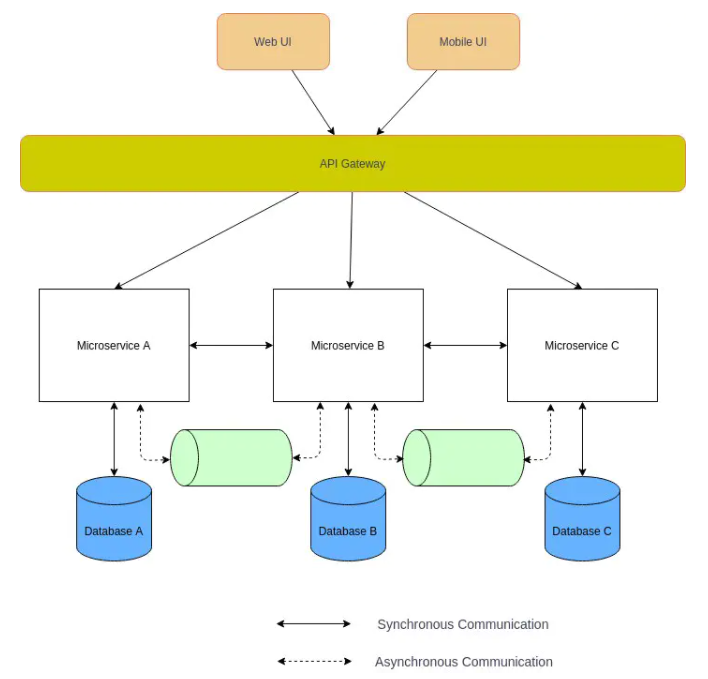 Web UI
Mobile UI
API Gateway
Microservice A
Microservice B
Microservice C
Database A
Database B
Database C
Synchronous Communication
Asynchronous Communication